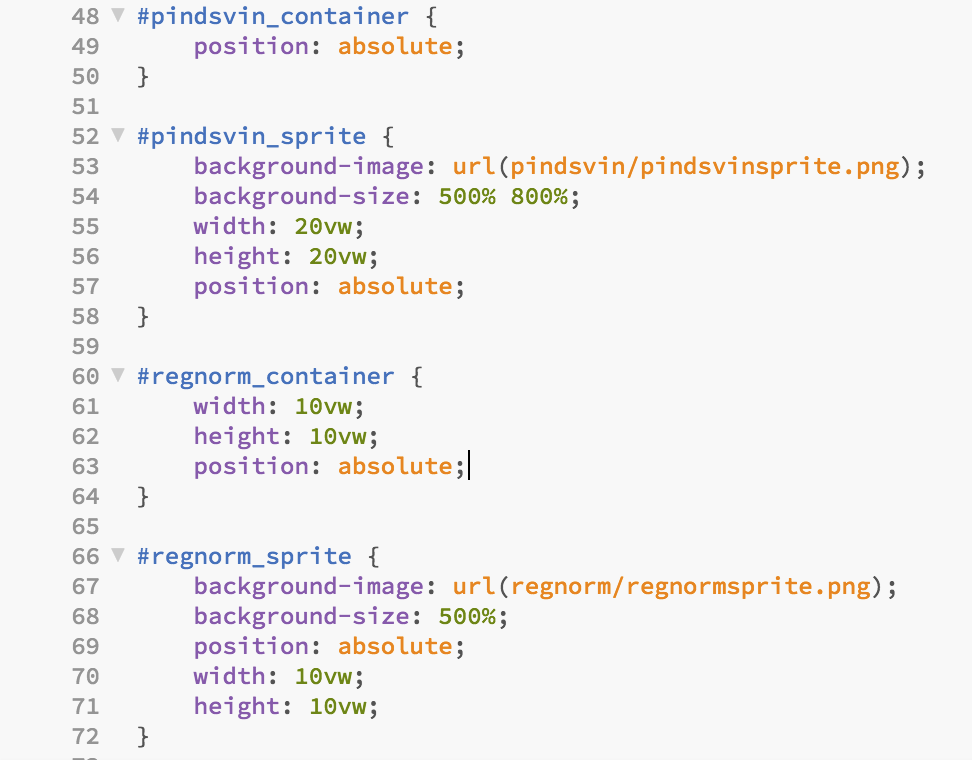 48 ▼ #pindsvin_container {
49 position: absolute;
50 }
51
52 ▼ #pindsvin_sprite {
53 background-image: url(pindsvin/pindsvinsprite.png);
54 background-size: 500% 800%;
55 width: 20vw;
56 height: 20vw;
57 position: absolute;
58 }
59
60 ▼ #regnorm_container {
61 width: 10vw;
62 height: 10vw;
63 position: absolute;
64 }
65
66 ▼ #regnorm_sprite {
67 background-image: url(regnorm/regnormsprite.png);
68 background-size: 500%;
69 position: absolute;
70 width: 10vw;
71 height: 10vw;
72 }